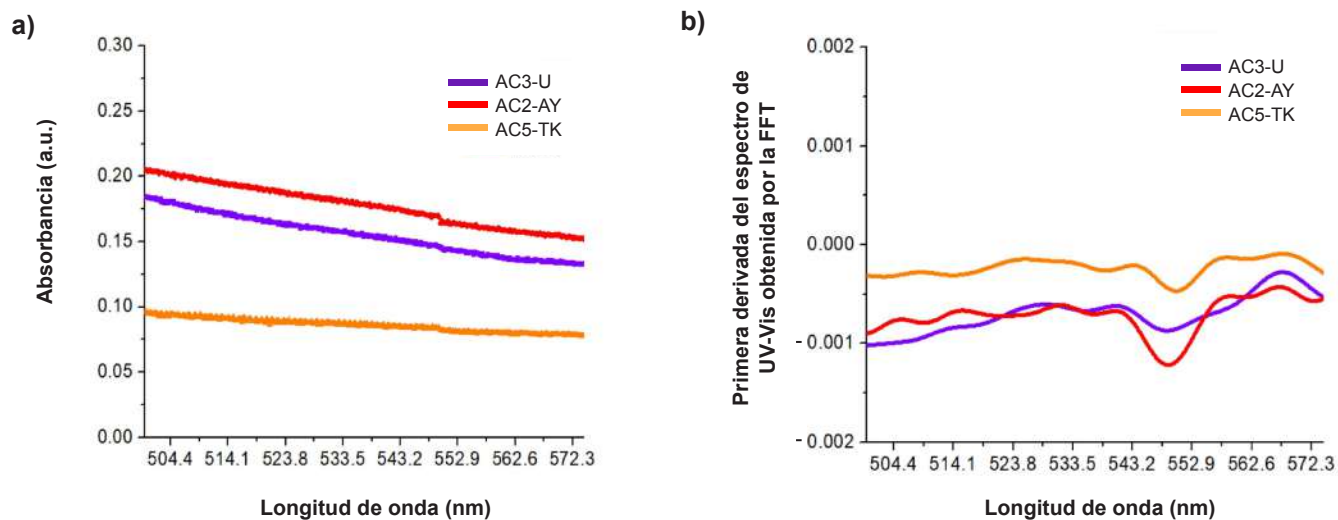 a)
0.30
0.25
0.20
0.15
0.10
0.05
0.00
Absorbancia (a.u.)
AC3-U
AC2-AY
AC5-TK
504.4 514.1 523.8 533.5 543.2 552.9 562.6 572.3
Longitud de onda (nm)
b)
0.002
0.001
0.000
-0.001
-0.002
Primera derivada del espectro de
UV-Vis obtenida por la FFT
AC3-U
AC2-AY
AC5-TK
504.4 514.1 523.8 533.5 543.2 552.9 562.6 572.3
Longitud de onda (nm)